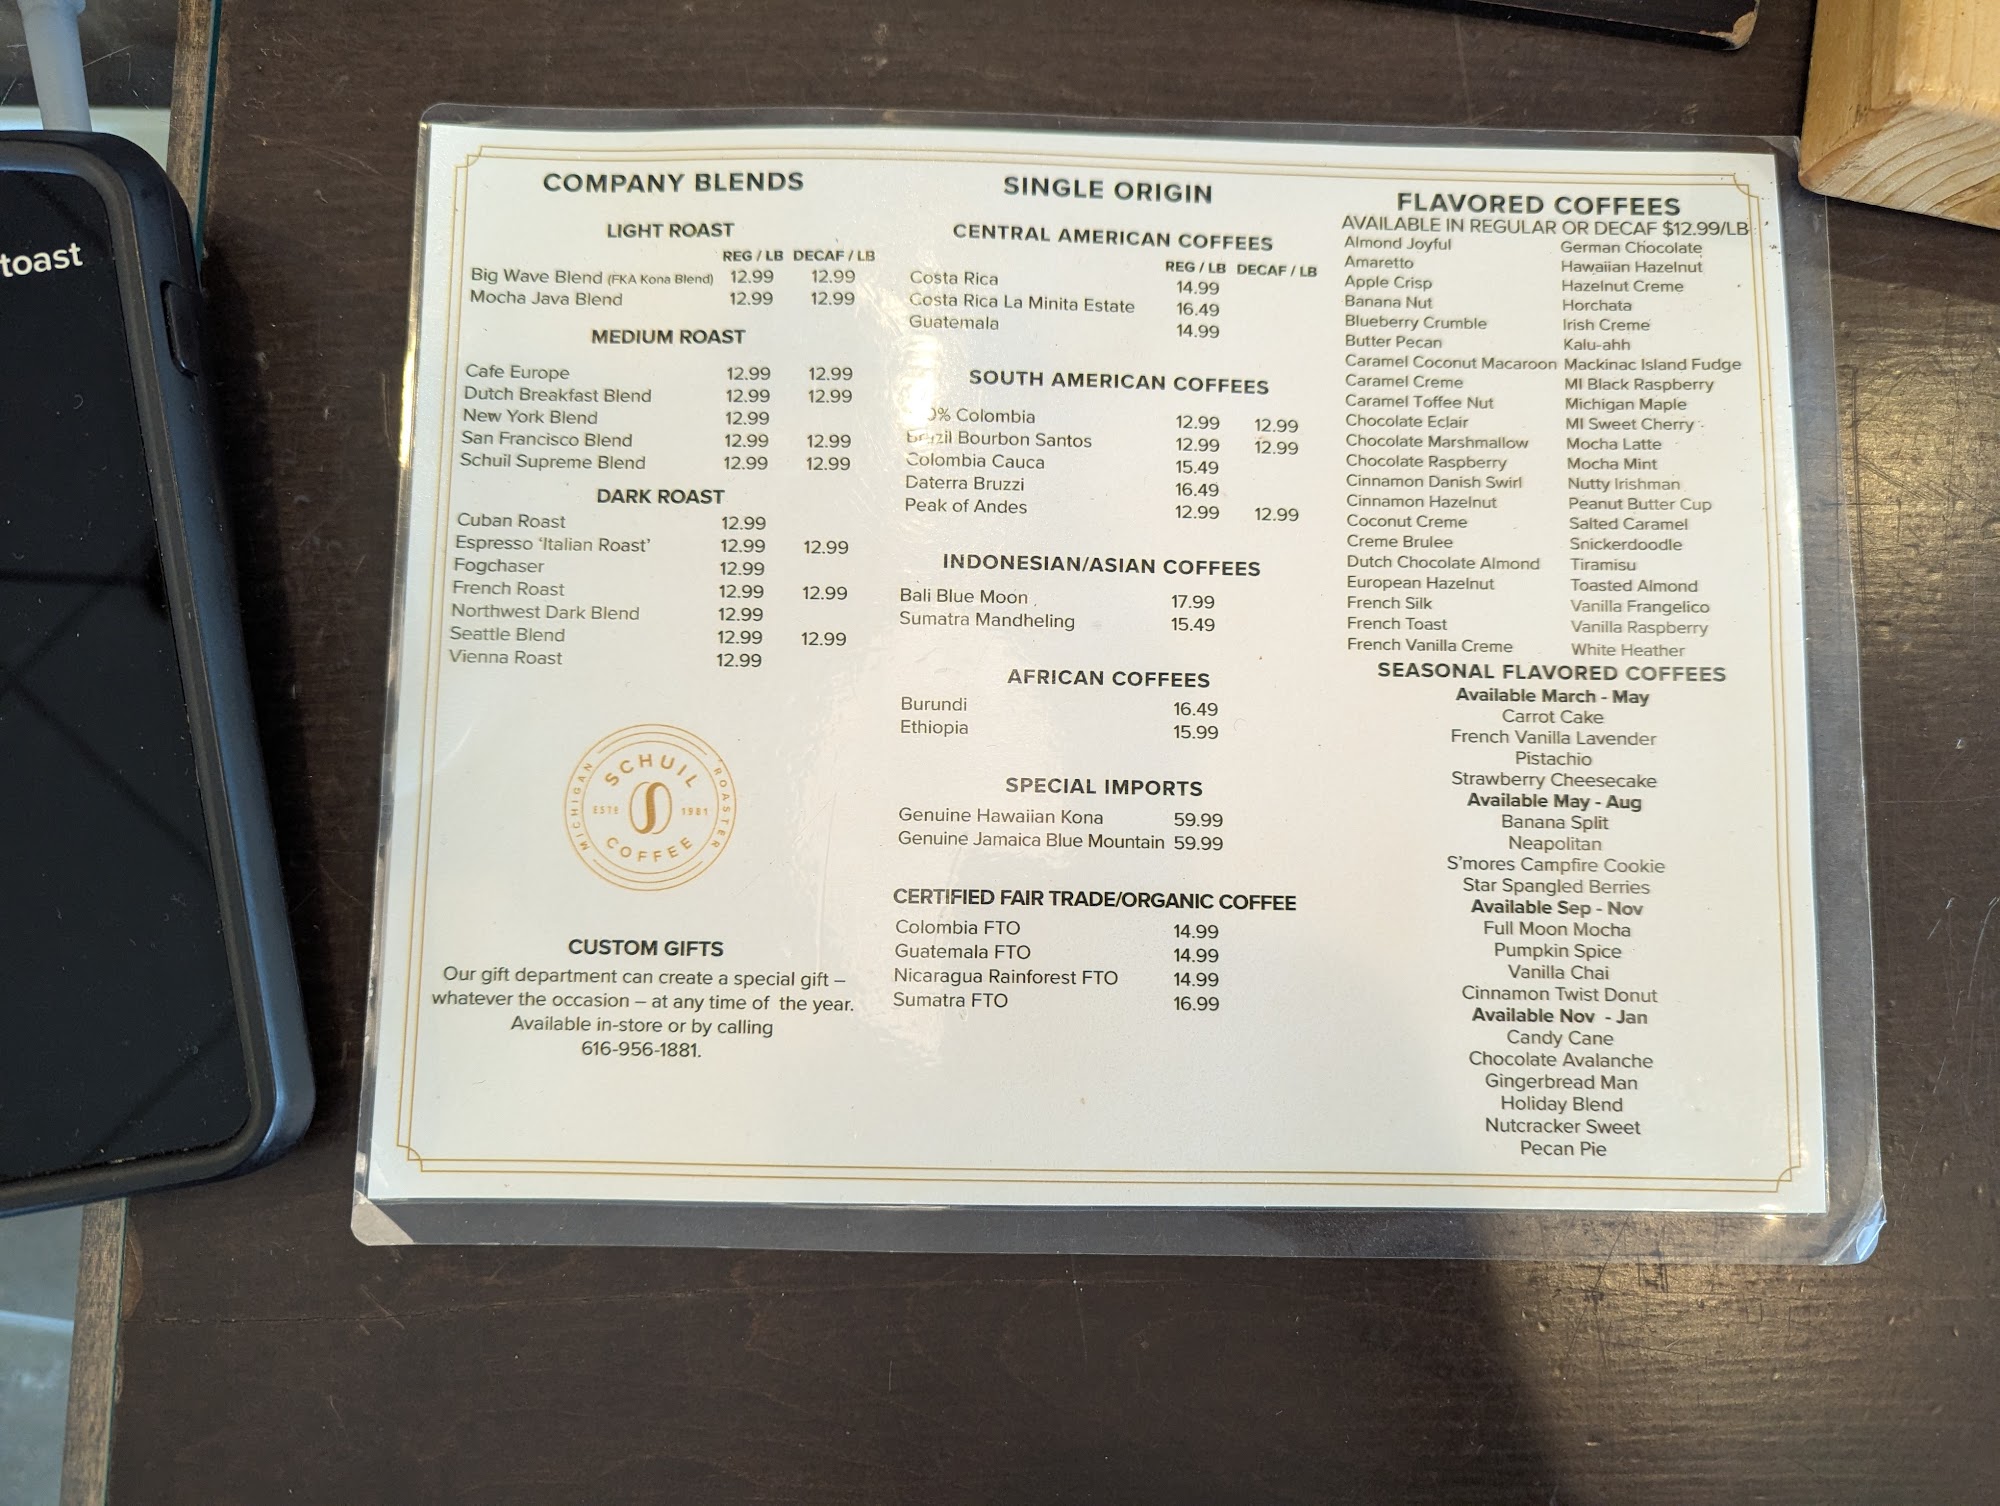 toast
COMPANY BLENDS
LIGHT ROAST
REG / LB DECAF / LB
Big Wave Blend (FKA Kona Blend) 12.99 12.99
Mocha Java Blend 12.99 12.99
MEDIUM ROAST
Cafe Europe 12.99 12.99
Dutch Breakfast Blend 12.99 12.99
New York Blend 12.99
San Francisco Blend 12.99 12.99
Schuil Supreme Blend 12.99 12.99
DARK ROAST
Cuban Roast 12.99
Espresso ‘Italian Roast’ 12.99 12.99
Fogchaser 12.99
French Roast 12.99 12.99
Northwest Dark Blend 12.99
Seattle Blend 12.99 12.99
Vienna Roast 12.99
SCHUIL
MICHIGAN ROASTER
ESTD 1981
COFFEE
CUSTOM GIFTS
Our gift department can create a special gift –
whatever the occasion – at any time of the year.
Available in-store or by calling
616-956-1881.
SINGLE ORIGIN
CENTRAL AMERICAN COFFEES
REG / LB DECAF / LB
Costa Rica 14.99
Costa Rica La Minita Estate 16.49
Guatemala 14.99
SOUTH AMERICAN COFFEES
Colombia 12.99 12.99
Brazil Bourbon Santos 12.99 12.99
Colombia Cauca 15.49
Daterra Bruzzi 16.49
Peak of Andes 12.99 12.99
INDONESIAN/ASIAN COFFEES
Bali Blue Moon 17.99
Sumatra Mandheling 15.49
AFRICAN COFFEES
Burundi 16.49
Ethiopia 15.99
SPECIAL IMPORTS
Genuine Hawaiian Kona 59.99
Genuine Jamaica Blue Mountain 59.99
CERTIFIED FAIR TRADE/ORGANIC COFFEE
Colombia FTO 14.99
Guatemala FTO 14.99
Nicaragua Rainforest FTO 14.99
Sumatra FTO 16.99
FLAVORED COFFEES
AVAILABLE IN REGULAR OR DECAF $12.99/LB
Almond Joyful German Chocolate
Amaretto Hawaiian Hazelnut
Apple Crisp Hazelnut Creme
Banana Nut Horchata
Blueberry Crumble Irish Creme
Butter Pecan Kalu-ahh
Caramel Coconut Macaroon Mackinac Island Fudge
Caramel Creme MI Black Raspberry
Caramel Toffee Nut Michigan Maple
Chocolate Eclair MI Sweet Cherry
Chocolate Marshmallow Mocha Latte
Chocolate Raspberry Mocha Mint
Cinnamon Danish Swirl Nutty Irishman
Cinnamon Hazelnut Peanut Butter Cup
Coconut Creme Salted Caramel
Creme Brulee Snickerdoodle
Dutch Chocolate Almond Tiramisu
European Hazelnut Toasted Almond
French Silk Vanilla Frangelico
French Toast Vanilla Raspberry
French Vanilla Creme White Heather
SEASONAL FLAVORED COFFEES
Available March - May
Carrot Cake
French Vanilla Lavender
Pistachio
Strawberry Cheesecake
Available May - Aug
Banana Split
Neapolitan
S'mores Campfire Cookie
Star Spangled Berries
Available Sep - Nov
Full Moon Mocha
Pumpkin Spice
Vanilla Chai
Cinnamon Twist Donut
Available Nov - Jan
Candy Cane
Chocolate Avalanche
Gingerbread Man
Holiday Blend
Nutcracker Sweet
Pecan Pie